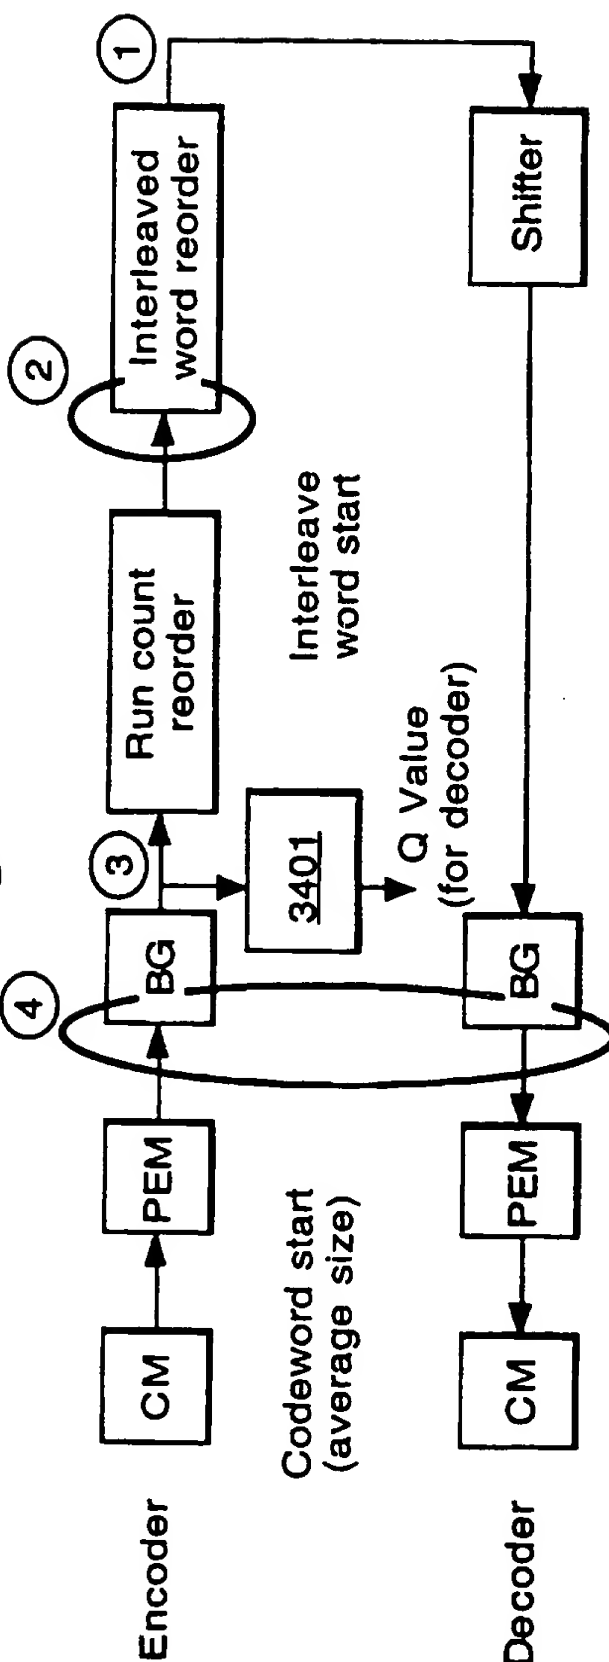 Encoder
CM
PEM
4
BG
3
Run count
reorder
2
Interleaved
word reorder
1
3401
Codeword start
(average size)
Q Value
(for decoder)
Interleave
word start
Decoder
CM
PEM
BG
Shifter